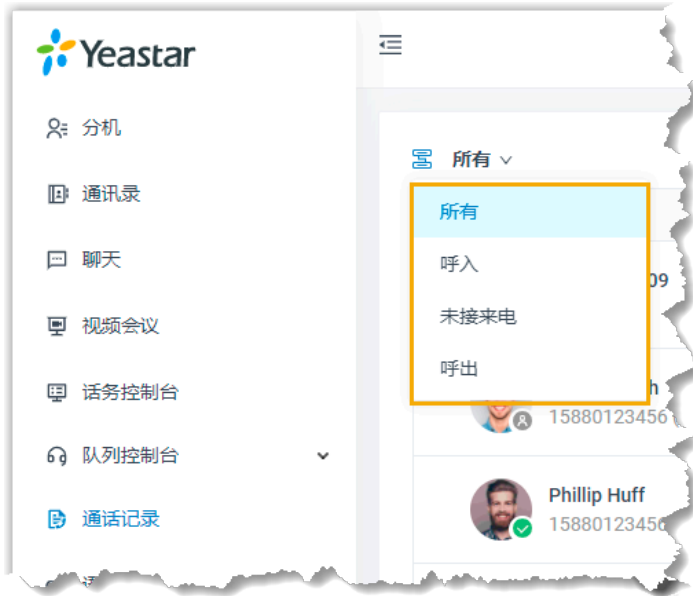 Yeastar
分机
通讯录
聊天
视频会议
话务控制台
队列控制台
通话记录
所有
所有
呼入
09
未接来电
呼出
h
15880123456
Phillip Huff
1588012345